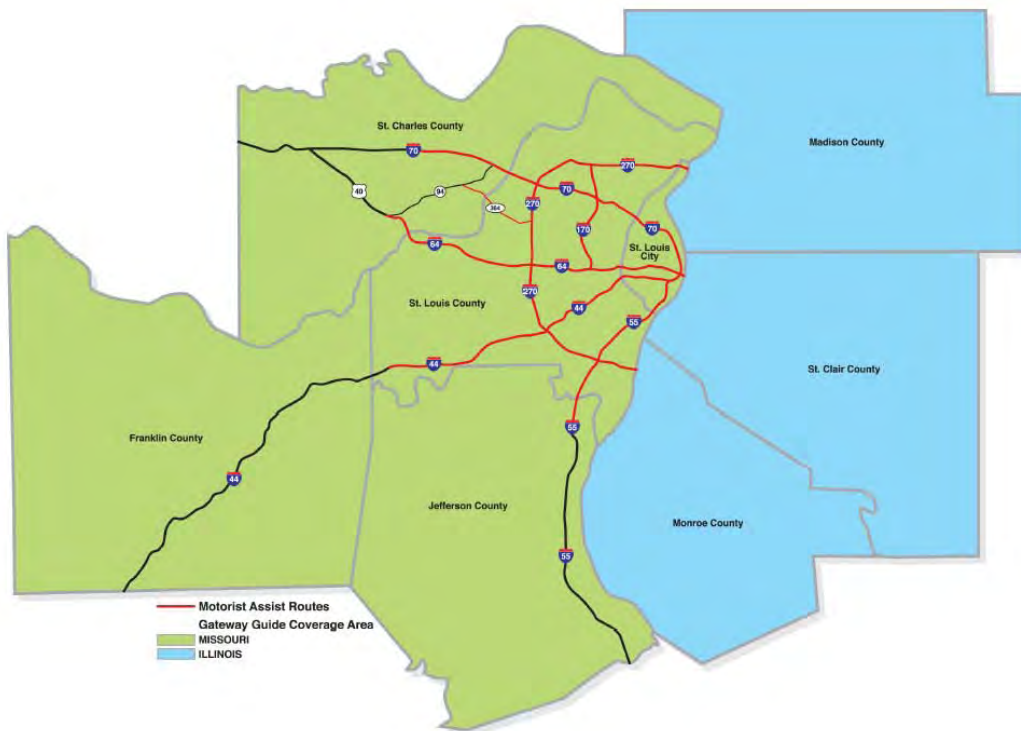 St. Charles County
Madison County
70
270
40
94
364
270
70
170
70
64
St. Louis
City
64
St. Louis County
270
44
55
44
St. Clair County
Franklin County
55
44
Jefferson County
Monroe County
55
Motorist Assist Routes
Gateway Guide Coverage Area
MISSOURI
ILLINOIS